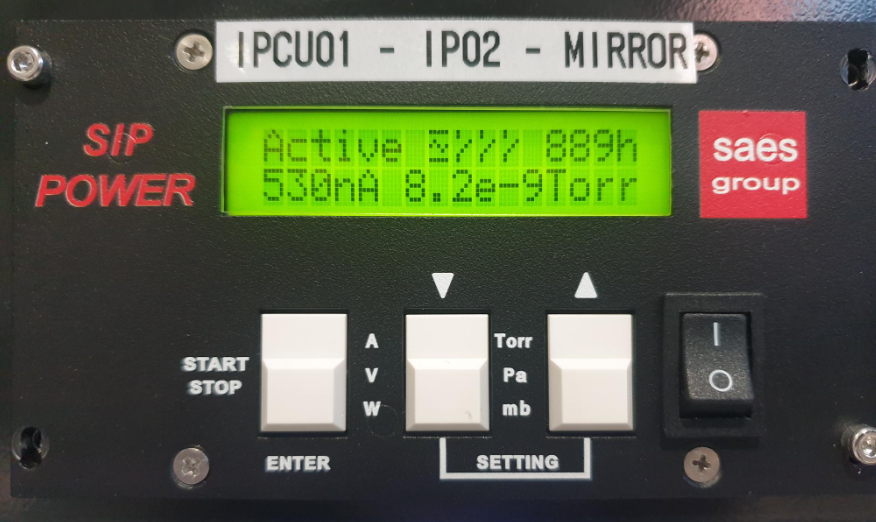 IPCU01 - IP02 - MIRROR
SIP
POWER
Active 889h
530nA 8.2e-9Torr
saes
group
START
STOP
A
V
W
Torr
Pa
mb
I
O
ENTER
SETTING